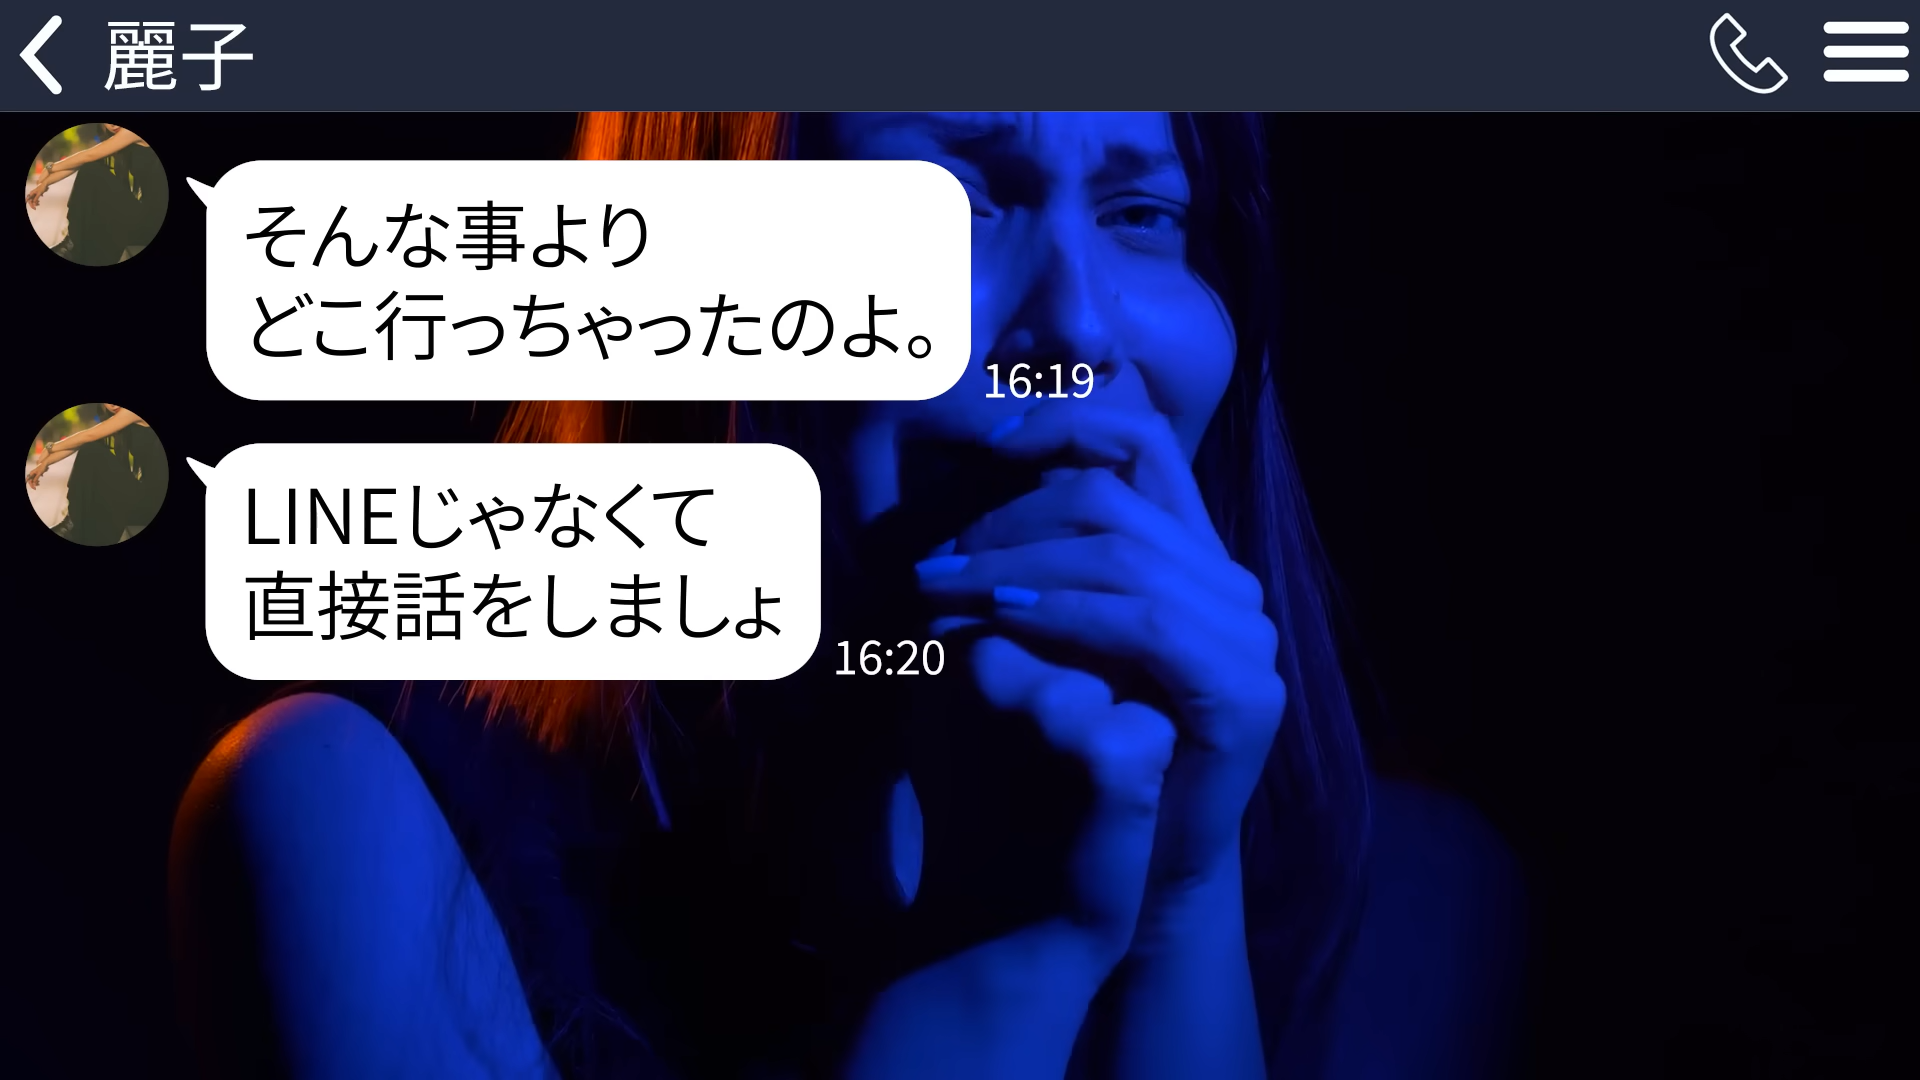 麗子
そんな事より
どこ行っちゃったのよ。
16:19
LINEじゃなくて
直接話をしましょ
16:20